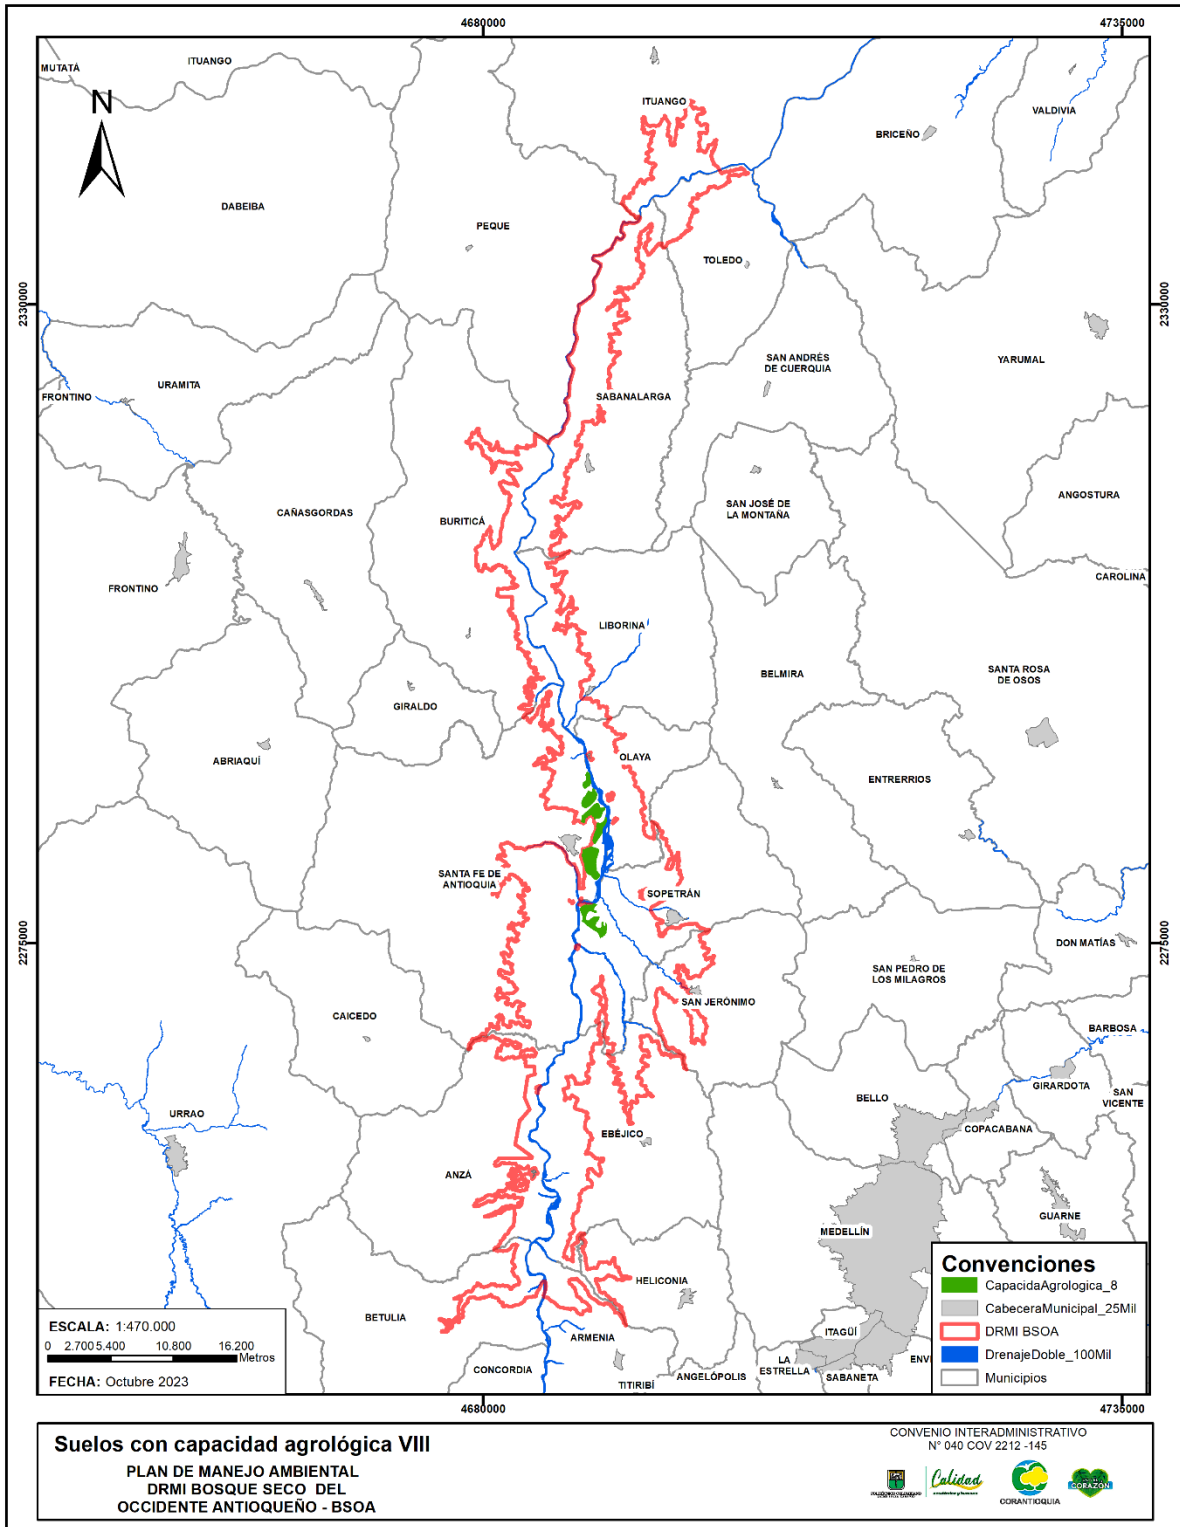 4680000
4735000
MUTATÁ
ITUANGO
N
ITUANGO
VALDIVIA
BRICEÑO
DABEIBA
PEQUE
TOLEDO
2330000
2330000
SAN ANDRÉS
DE CUERQUIA
YARUMAL
URAMITA
FRONTINO
SABANALARGA
ANGOSTURA
SAN JOSÉ DE
LA MONTAÑA
CAÑASGORDAS
BURITICÁ
CAROLINA
FRONTINO
LIBORINA
BELMIRA
SANTA ROSA
DE OSOS
GIRALDO
ABRIAQUÍ
OLAYA
ENTRERRIOS
SANTA FE DE
ANTIOQUIA
SOPETRÁN
2275000
2275000
DON MATÍAS
SAN PEDRO DE
LOS MILAGROS
SAN JERÓNIMO
CAICEDO
BARBOSA
GIRARDOTA
SAN
VICENTE
BELLO
URRAO
COPACABANA
EBÉJICO
ANZÁ
GUARNE
MEDELLÍN
HELICONIA
BETULIA
ARMENIA
ITAGÜÍ
LA
ESTRELLA
ENVI
SABANETA
CONCORDIA
ANGELÓPOLIS
TITIRIBÍ
Convenciones
CapacidaAgrologica_8
CabeceraMunicipal_25Mil
DRMI BSOA
DrenajeDoble_100Mil
Municipios
ESCALA: 1:470.000
0 2.700 5.400 10.800 16.200
Metros
FECHA: Octubre 2023
4680000
4735000
Suelos con capacidad agrológica VIII
PLAN DE MANEJO AMBIENTAL
DRMI BOSQUE SECO DEL
OCCIDENTE ANTIOQUEÑO - BSOA
CONVENIO INTERADMINISTRATIVO
N° 040 COV 2212 -145
Calidad
CORANTIOQUIA
CORAZÓN